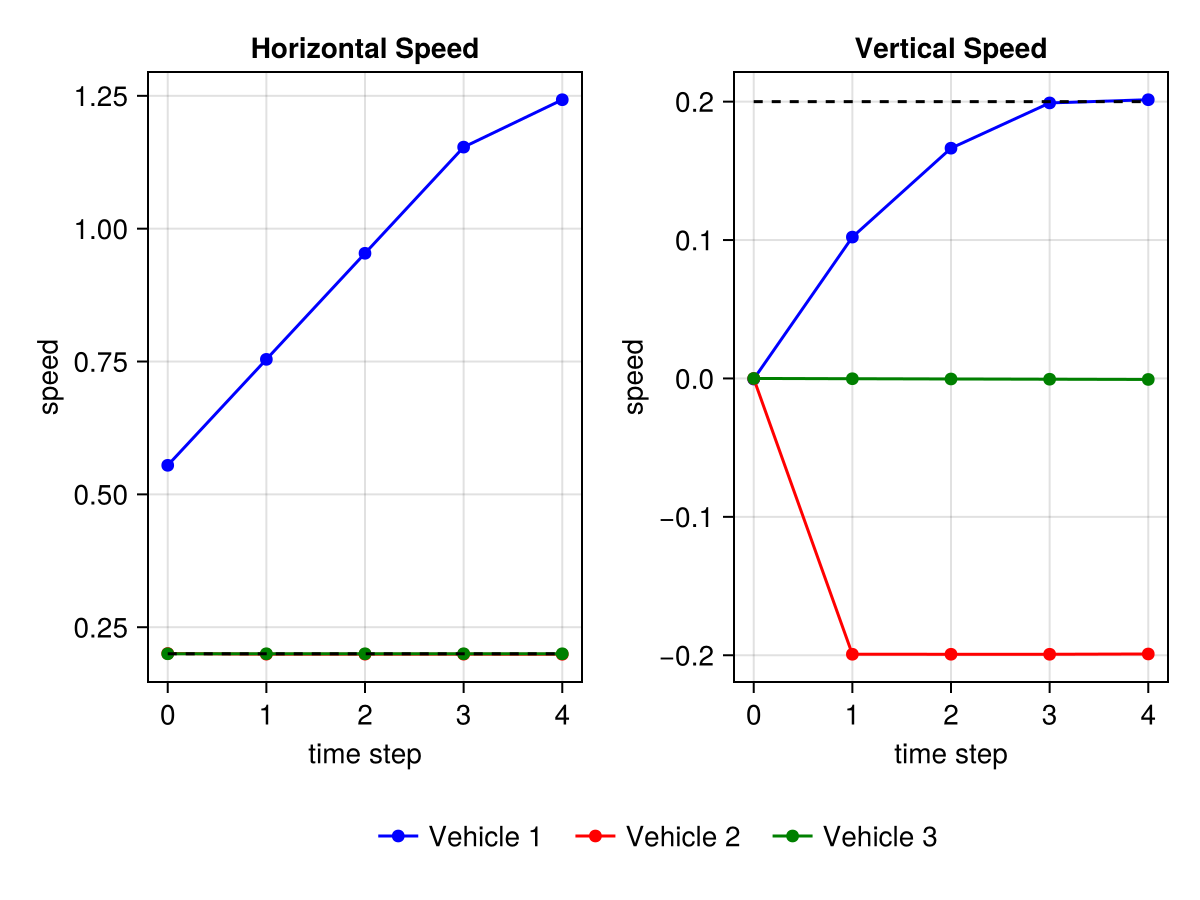 Horizontal Speed
1.25
1.00
0.75
0.50
0.25
speed
0 1 2 3 4
time step
Vertical Speed
0.2
0.1
0.0
−0.1
−0.2
speed
0 1 2 3 4
time step
Vehicle 1 Vehicle 2 Vehicle 3